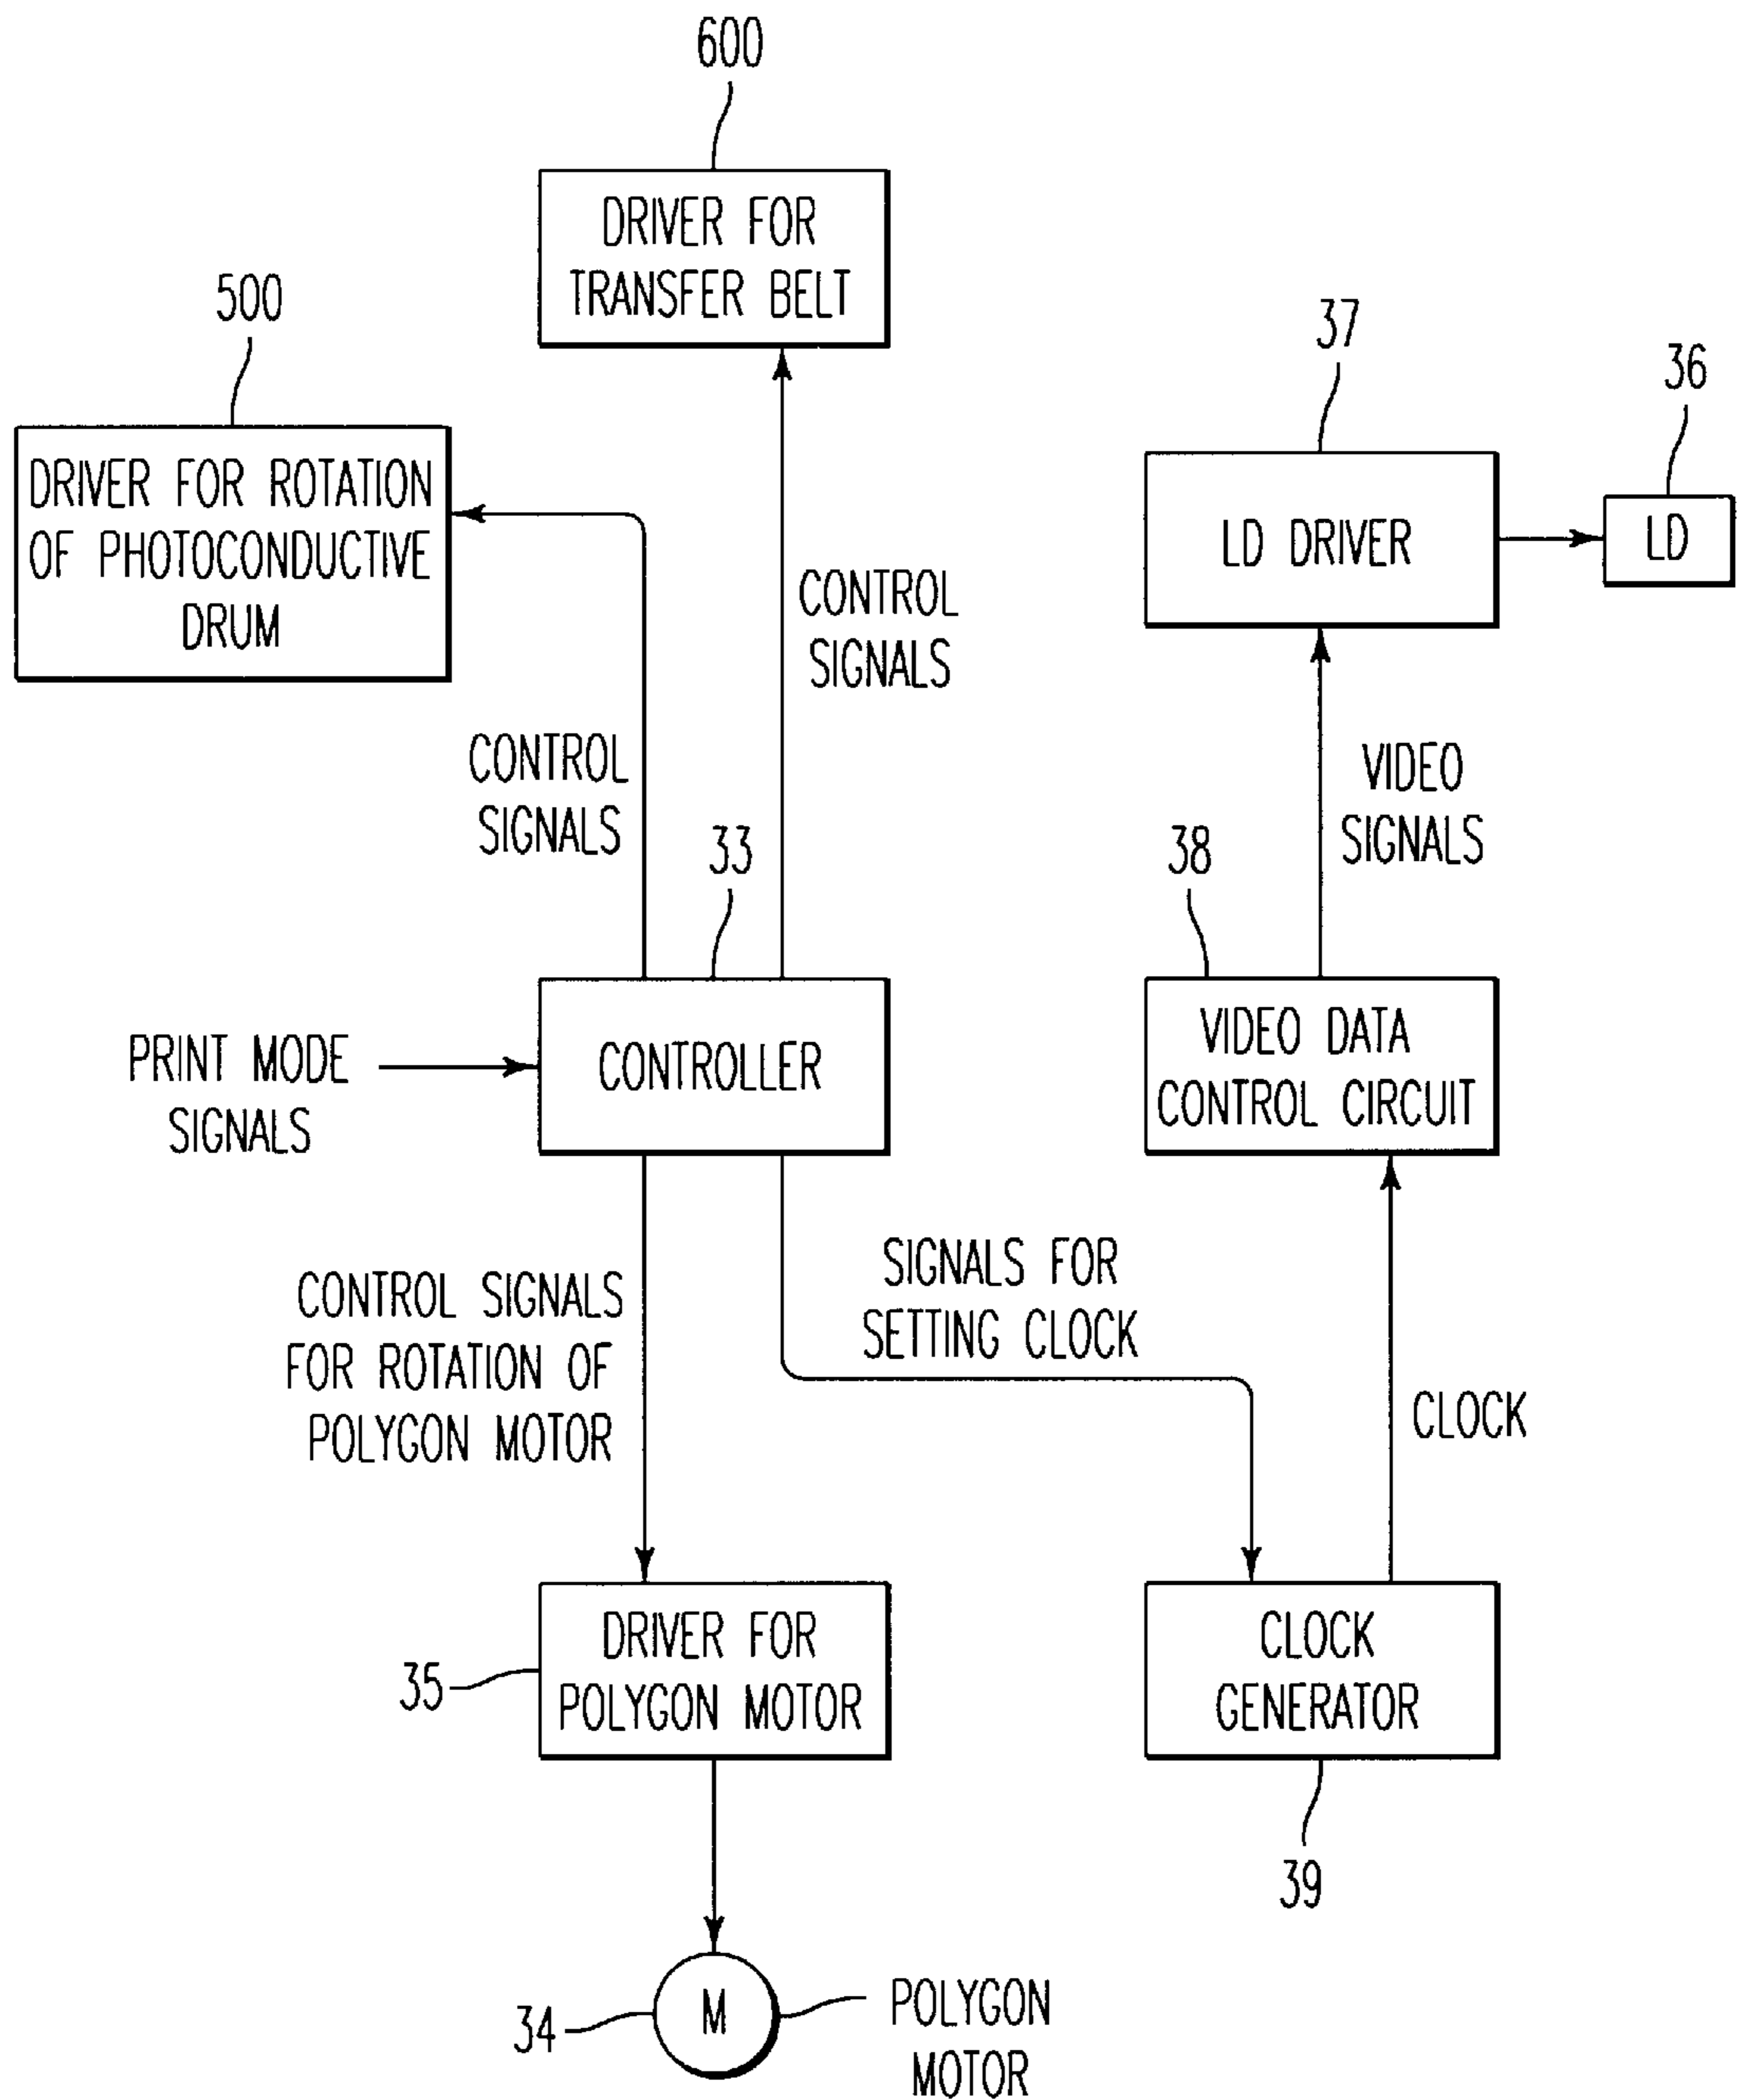 600
DRIVER FOR
TRANSFER BELT
500
DRIVER FOR ROTATION
OF PHOTOCONDUCTIVE
DRUM
37
36
LD DRIVER
LD
CONTROL
SIGNALS
CONTROL
SIGNALS
VIDEO
SIGNALS
33
38
PRINT MODE
SIGNALS
CONTROLLER
VIDEO DATA
CONTROL CIRCUIT
CONTROL SIGNALS
FOR ROTATION OF
POLYGON MOTOR
SIGNALS FOR
SETTING CLOCK
CLOCK
35
DRIVER FOR
POLYGON MOTOR
CLOCK
GENERATOR
39
34
M
POLYGON
MOTOR